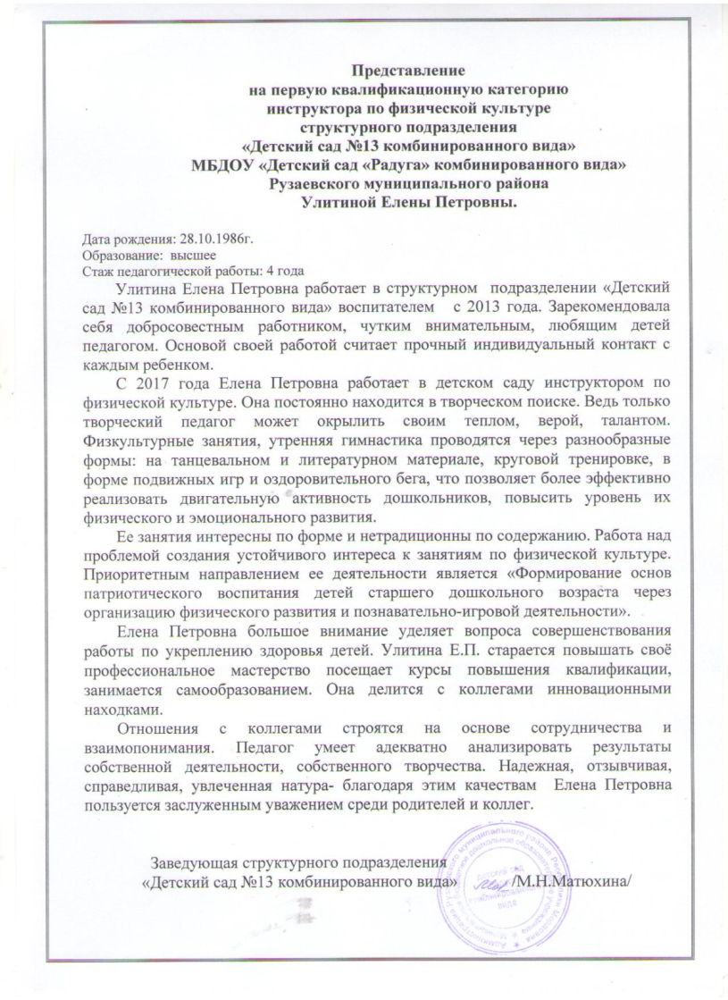 Представление
на первую квалификационную категорию
инструктора по физической культуре
структурного подразделения
«Детский сад №13 комбинированного вида»
МБДОУ «Детский сад «Радуга» комбинированного вида»
Рузаевского муниципального района
Улитиной Елены Петровны.
Дата рождения: 28.10.1986г.
Образование:  высшее
Стаж педагогической работы: 4 года
Улитина Елена Петровна работает в структурном  подразделении «Детский
сад №13 комбинированного вида» воспитателем   с 2013 года. Зарекомендовала
себя добросовестным работником, чутким внимательным, любящим детей
педагогом. Основой своей работой считает прочный индивидуальный контакт с
каждым ребенком.
С 2017 года Елена Петровна работает в детском саду инструктором по
физической культуре. Она постоянно находится в творческом поиске. Ведь только
творческий педагог может окрылить своим теплом, верой, талантом.
Физкультурные занятия, утренняя гимнастика проводятся через разнообразные
формы: на танцевальном и литературном материале, круговой тренировке, в
форме подвижных игр и оздоровительного бега, что позволяет более эффективно
реализовать двигательную активность дошкольников, повысить уровень их
физического и эмоционального развития.
Ее занятия интересны по форме и нетрадиционны по содержанию. Работа над
проблемой создания устойчивого интереса к занятиям по физической культуре.
Приоритетным направлением ее деятельности является «Формирование основ
патриотического воспитания детей старшего дошкольного возраста через
организацию физического развития и познавательно-игровой деятельности».
Елена Петровна большое внимание уделяет вопроса совершенствования
работы по укреплению здоровья детей. Улитина Е.П. старается повышать своё
профессиональное мастерство посещает курсы повышения квалификации,
занимается самообразованием. Она делится с коллегами инновационными
находками.
Отношения с коллегами строятся на основе сотрудничества и
взаимопонимания. Педагог умеет адекватно анализировать результаты
собственной деятельности, собственного творчества. Надежная, отзывчивая,
справедливая, увлеченная натура- благодаря этим качествам  Елена Петровна
пользуется заслуженным уважением среди родителей и коллег.
Заведующая структурного подразделения
«Детский сад №13 комбинированного вида» /М.Н.Матюхина/